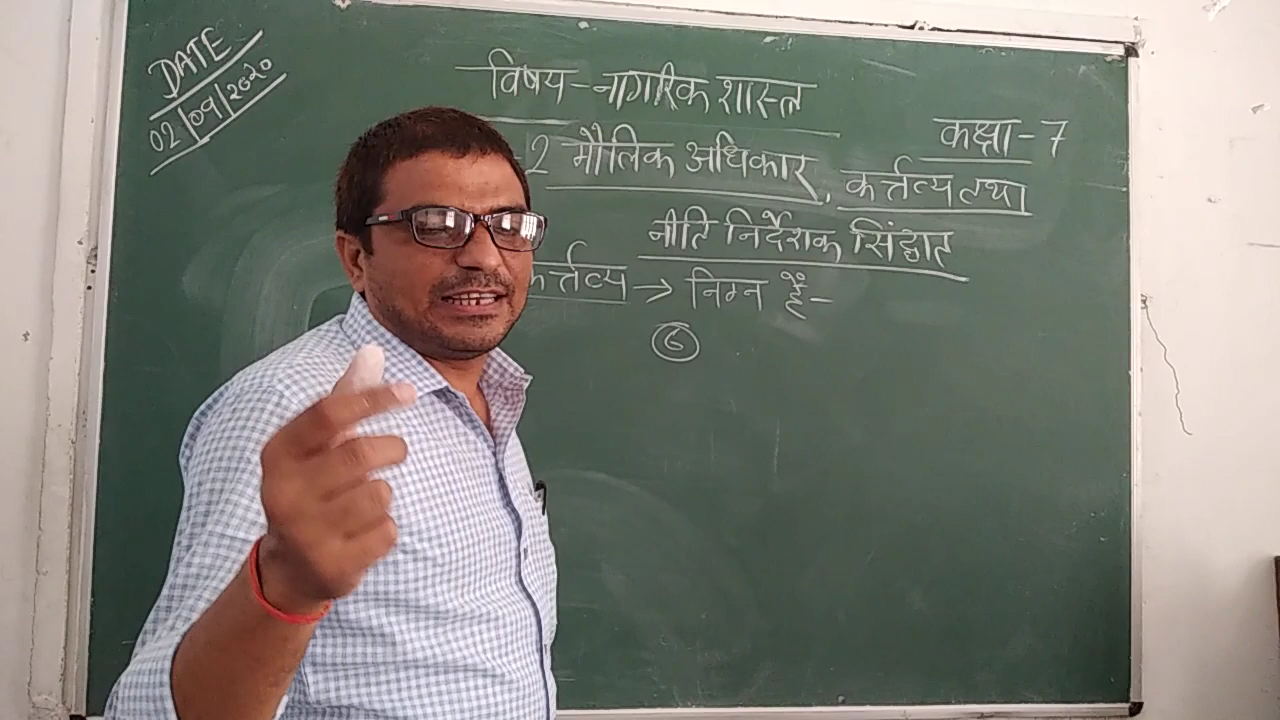 DATE
02/09/2020
विषय-नागरिक शास्त्र
कक्षा-7
-2 मौलिक अधिकार, कर्त्तव्य तथा
नीति निर्देशक सिद्धांत
कर्त्तव्य → निम्न हैं-
6